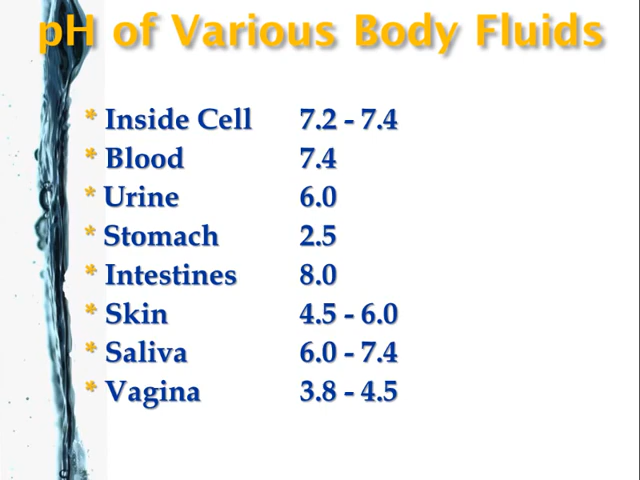 pH of Various Body Fluids
* Inside Cell 7.2 - 7.4
* Blood 7.4
* Urine 6.0
* Stomach 2.5
* Intestines 8.0
* Skin 4.5 - 6.0
* Saliva 6.0 - 7.4
* Vagina 3.8 - 4.5